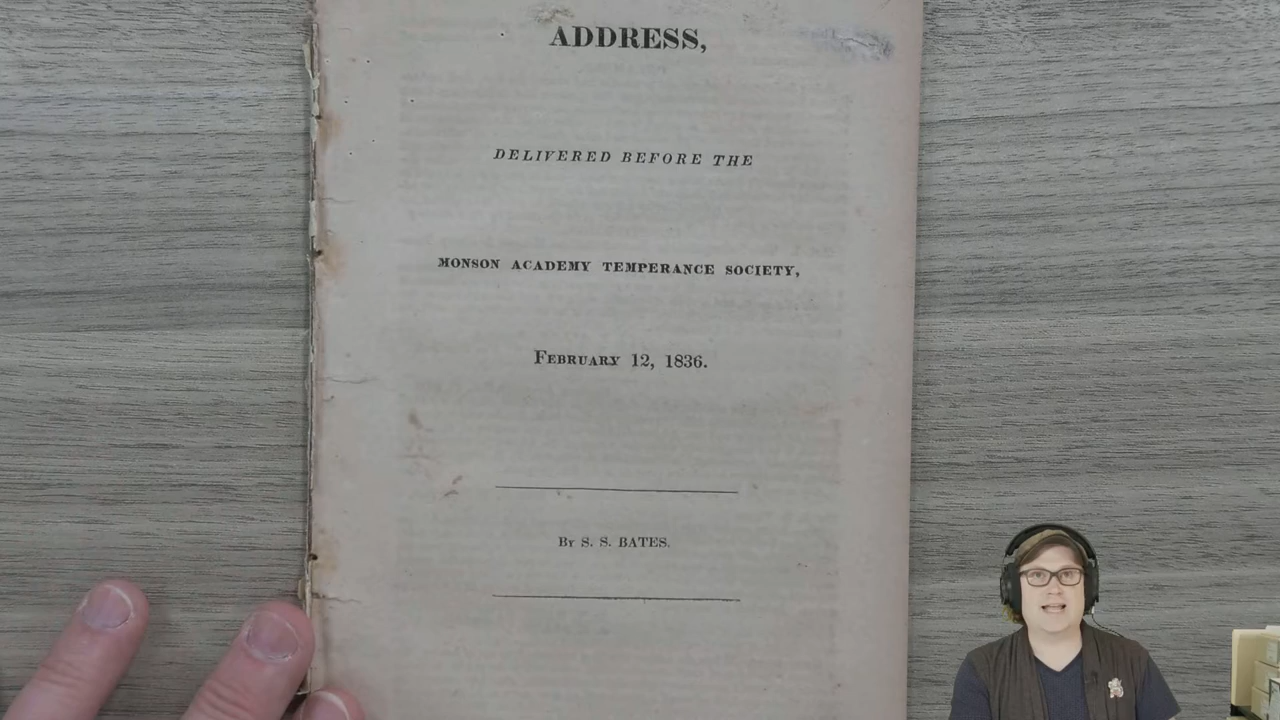 ADDRESS,
DELIVERED BEFORE THE
MONSON ACADEMY TEMPERANCE SOCIETY,
FEBRUARY 12, 1836.
By S. S. BATES.